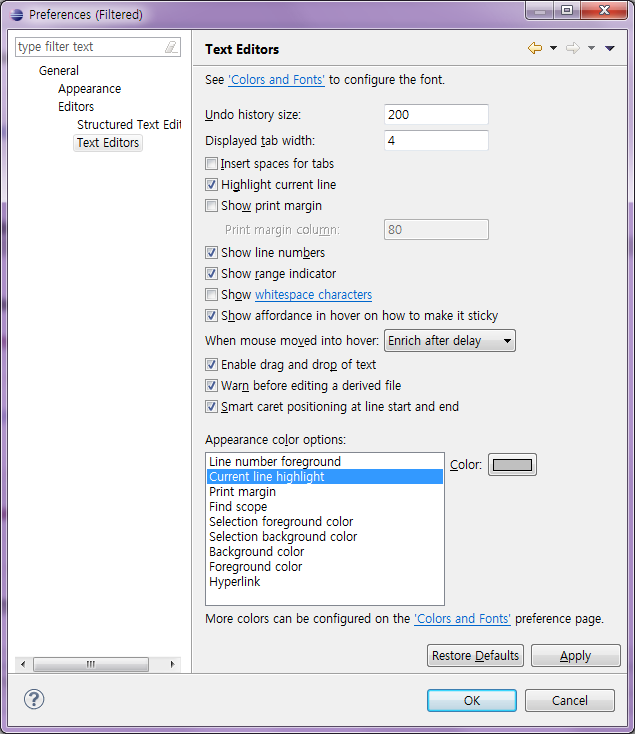 Preferences (Filtered)
type filter text
General
Appearance
Editors
Structured Text Edit
Text Editors
Text Editors
See 'Colors and Fonts' to configure the font.
Undo history size: 200
Displayed tab width: 4
Insert spaces for tabs
Highlight current line
Show print margin
Print margin column: 80
Show line numbers
Show range indicator
Show whitespace characters
Show affordance in hover on how to make it sticky
When mouse moved into hover: Enrich after delay
Enable drag and drop of text
Warn before editing a derived file
Smart caret positioning at line start and end
Appearance color options:
Line number foreground
Current line highlight
Print margin
Find scope
Selection foreground color
Selection background color
Background color
Foreground color
Hyperlink
Color:
More colors can be configured on the 'Colors and Fonts' preference page.
Restore Defaults Apply
? OK Cancel